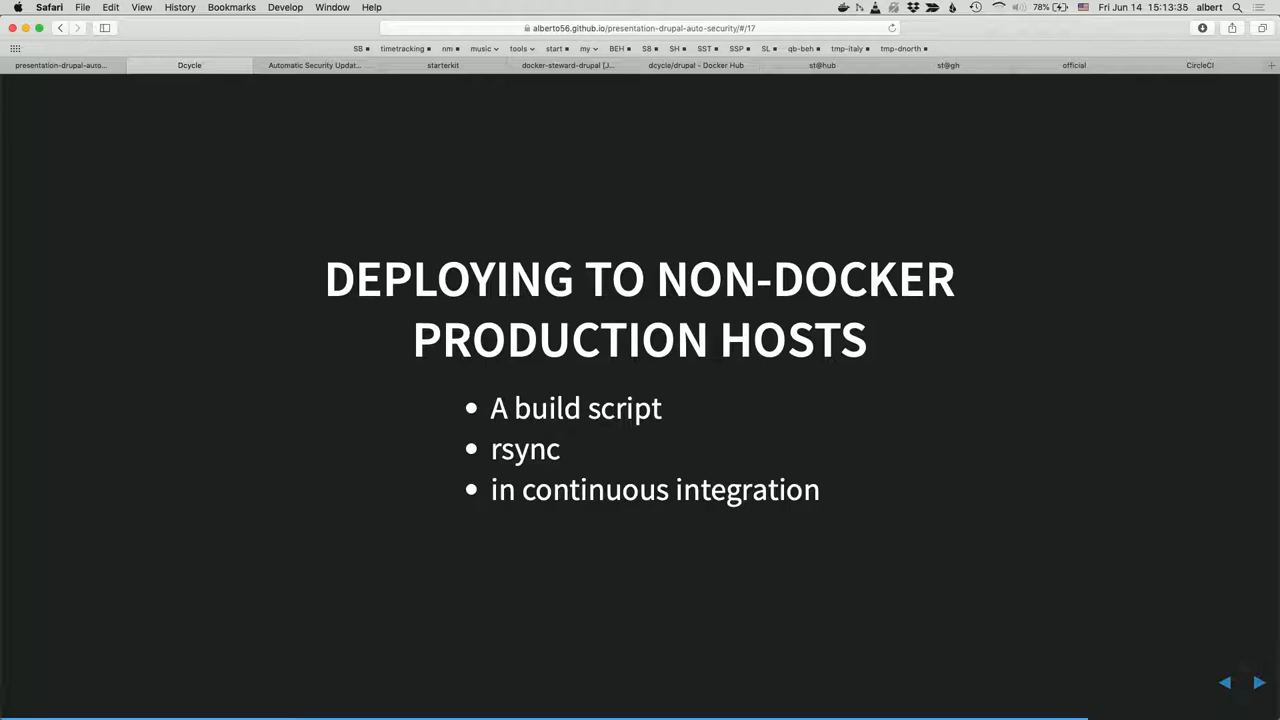 Safari File Edit View History Bookmarks Develop Window Help 78% Fri Jun 14 15:13:35 albert
alberto56.github.io/presentation-drupal-auto-security/#/17
SB timetracking nm music tools start my BEH S8 SH SST SSP SL qb-beh tmp-italy tmp-dnorth
presentation-drupal-auto... Dcycle Automatic Security Updat... starterkit docker-steward-drupal [J... dcycle/drupal - Docker Hub st@hub st@gh official CircleCI
DEPLOYING TO NON-DOCKER
PRODUCTION HOSTS
A build script
rsync
in continuous integration